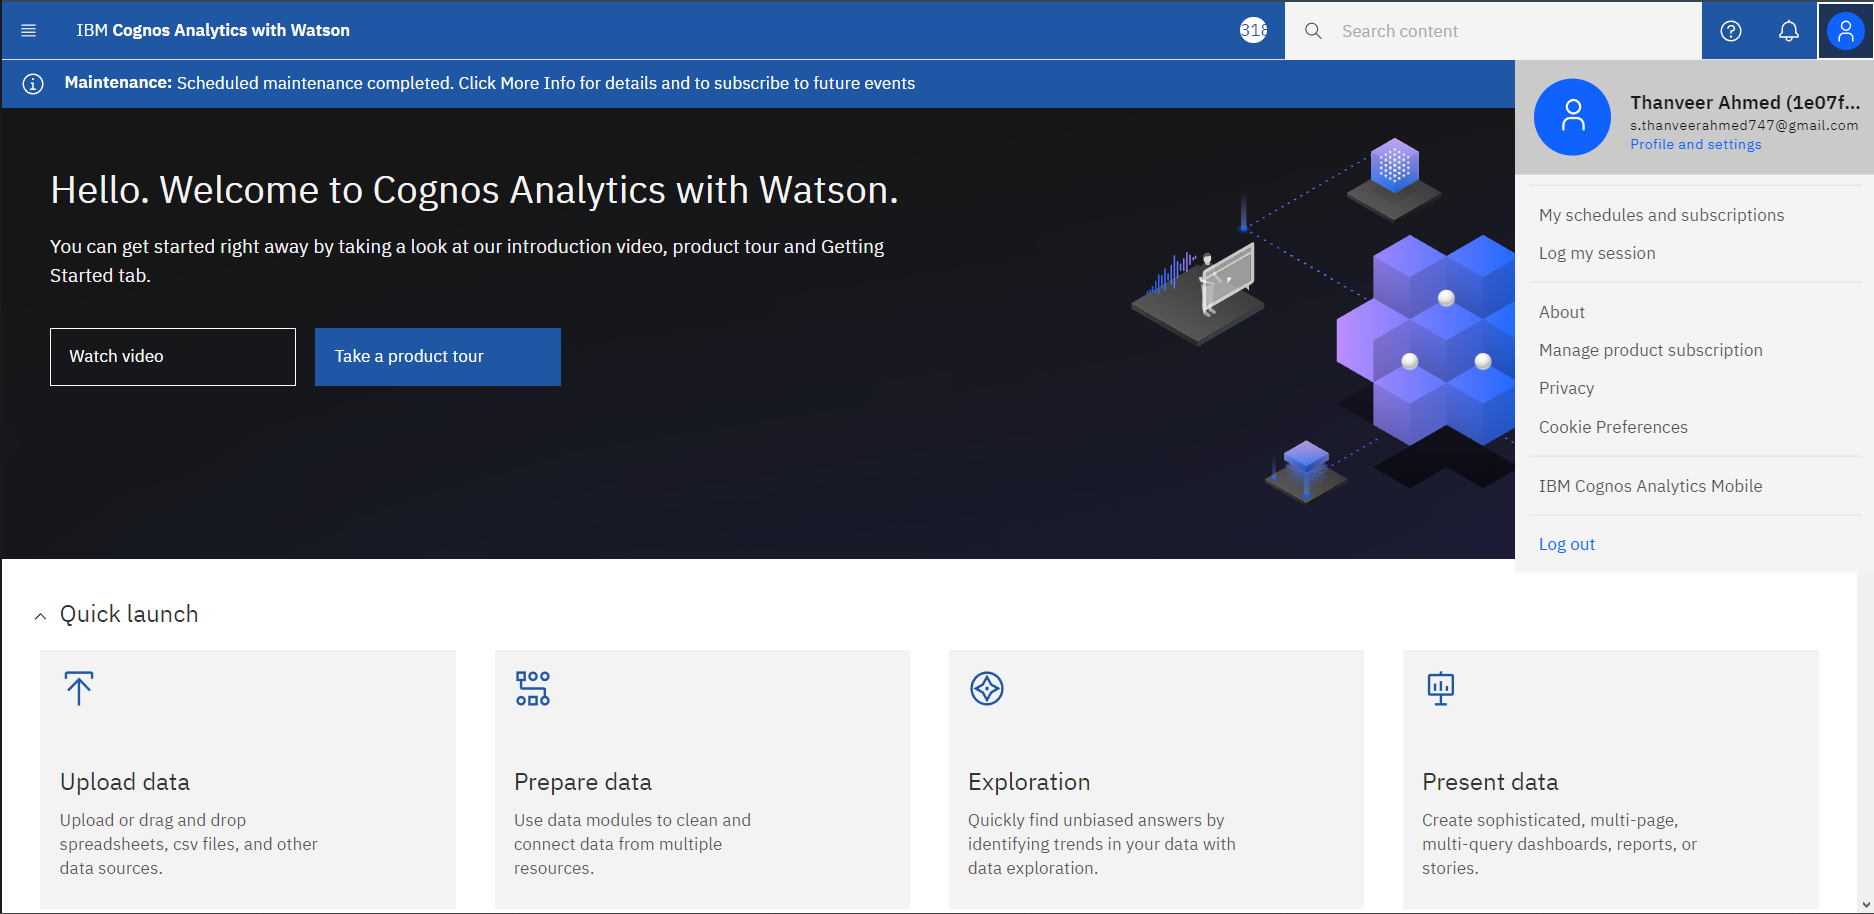 IBM Cognos Analytics with Watson
318
Search content
Maintenance: Scheduled maintenance completed. Click More Info for details and to subscribe to future events
Thanveer Ahmed (1e07f...
s.thanveerahmed747@gmail.com
Profile and settings
My schedules and subscriptions
Log my session
About
Manage product subscription
Privacy
Cookie Preferences
IBM Cognos Analytics Mobile
Log out
Hello. Welcome to Cognos Analytics with Watson.
You can get started right away by taking a look at our introduction video, product tour and Getting
Started tab.
Watch video
Take a product tour
Quick launch
Upload data
Upload or drag and drop
spreadsheets, csv files, and other
data sources.
Prepare data
Use data modules to clean and
connect data from multiple
resources.
Exploration
Quickly find unbiased answers by
identifying trends in your data with
data exploration.
Present data
Create sophisticated, multi-page,
multi-query dashboards, reports, or
stories.